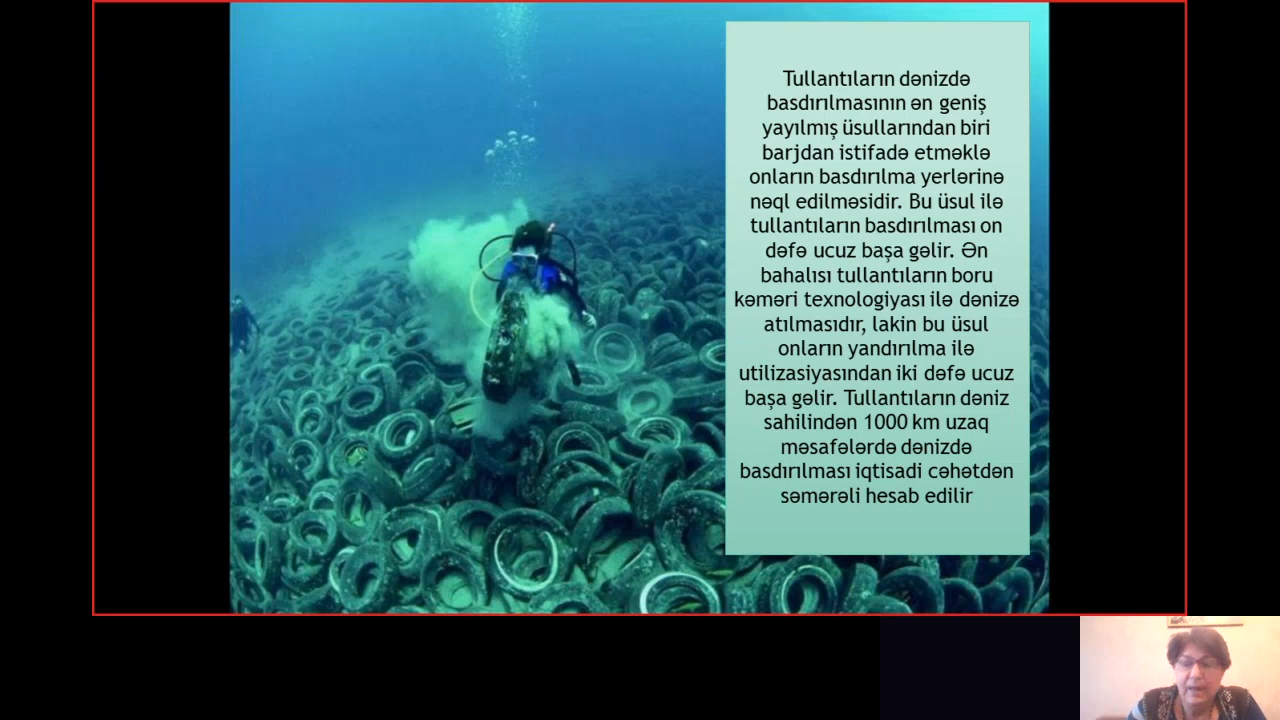 Tullantıların dənizdə
basdırılmasının ən geniş
yayılmış üsullarından biri
barjdan istifadə etməklə
onların basdırılma yerlərinə
nəql edilməsidir. Bu üsul ilə
tullantıların basdırılması on
dəfə ucuz başa gəlir. Ən
bahalısı tullantıların boru
kəməri texnologiyası ilə dənizə
atılmasıdır, lakin bu üsul
onların yandırılma ilə
utilizasiyasından iki dəfə ucuz
başa gəlir. Tullantıların dəniz
sahilindən 1000 km uzaq
məsafələrdə dənizdə
basdırılması iqtisadi cəhətdən
səmərəli hesab edilir